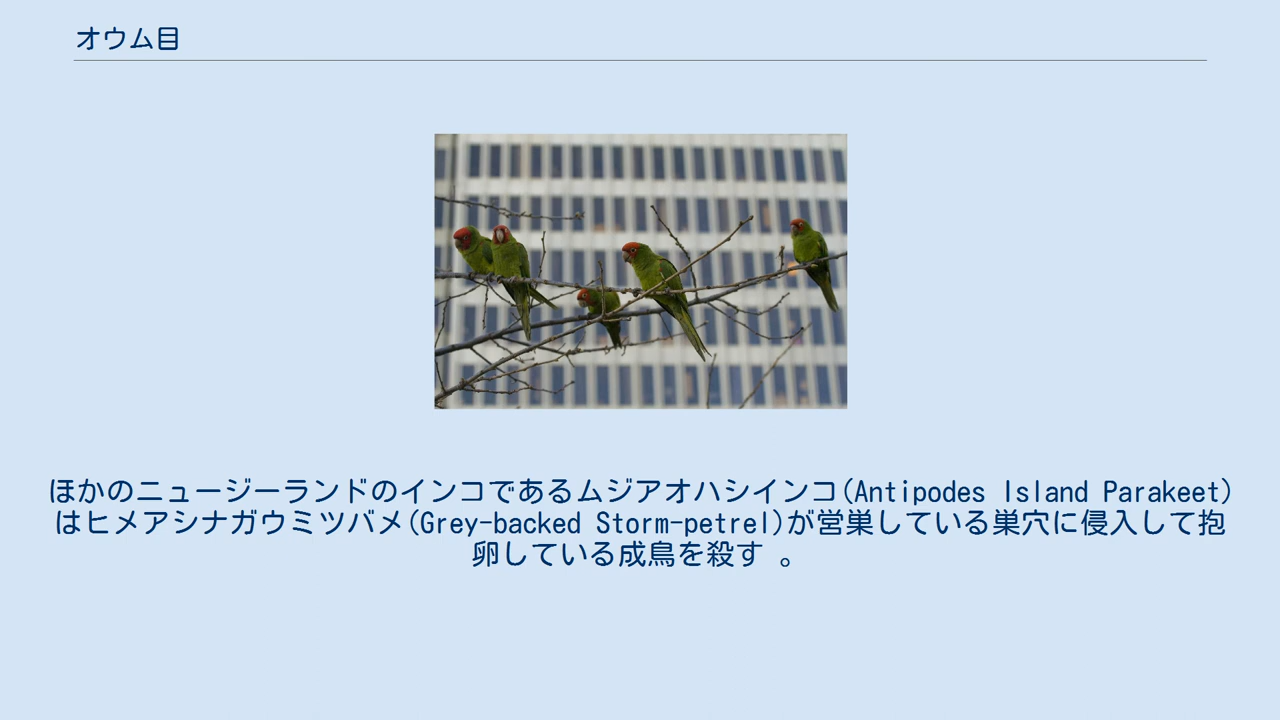 オウム目
ほかのニュージーランドのインコであるムジアオハシインコ(Antipodes Island Parakeet)
はヒメアシナガウミツバメ(Grey-backed Storm-petrel)が営巣している巣穴に侵入して抱
卵している成鳥を殺す 。